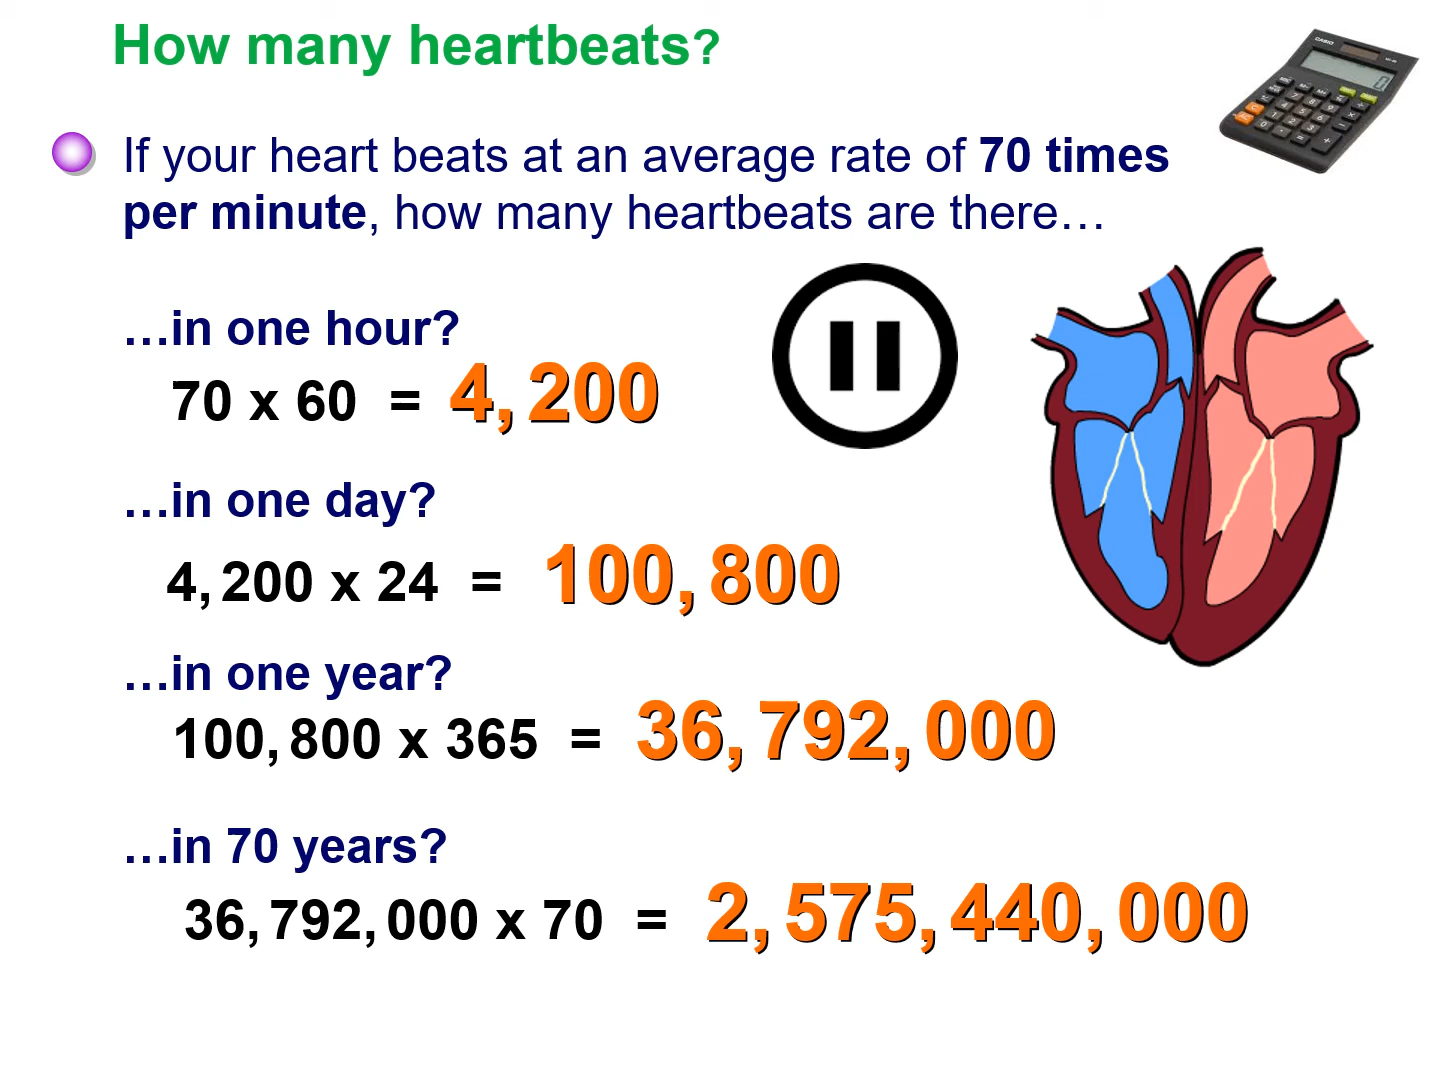 How many heartbeats?
If your heart beats at an average rate of 70 times
per minute, how many heartbeats are there…
…in one hour?
70 x 60 = 4, 200
…in one day?
4, 200 x 24 = 100, 800
…in one year?
100, 800 x 365 = 36, 792, 000
…in 70 years?
36, 792, 000 x 70 = 2, 575, 440, 000
CASIO